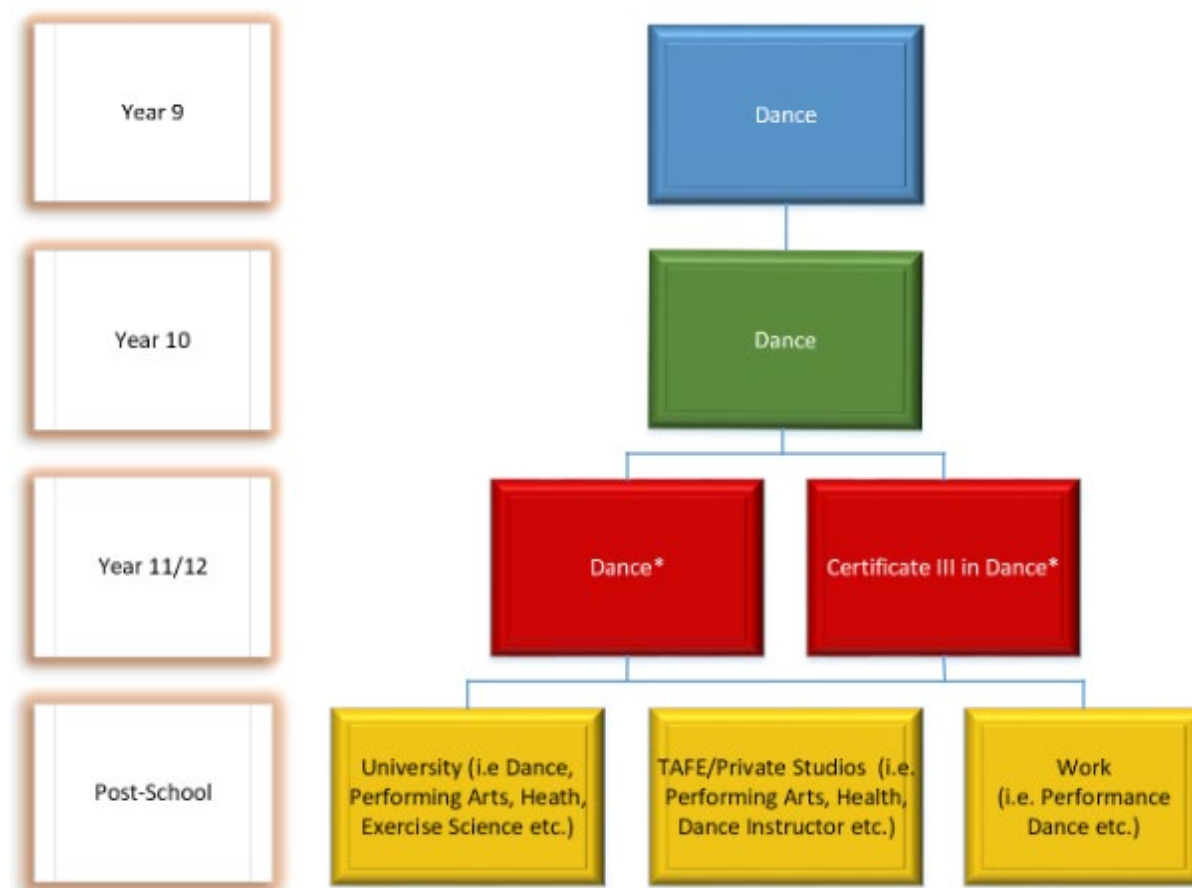 Year 9
Dance
Year 10
Dance
Year 11/12
Dance*
Certificate III in Dance*
Post-School
University (i.e Dance,
Performing Arts, Heath,
Exercise Science etc.)
TAFE/Private Studios (i.e.
Performing Arts, Health,
Dance Instructor etc.)
Work
(i.e. Performance
Dance etc.)